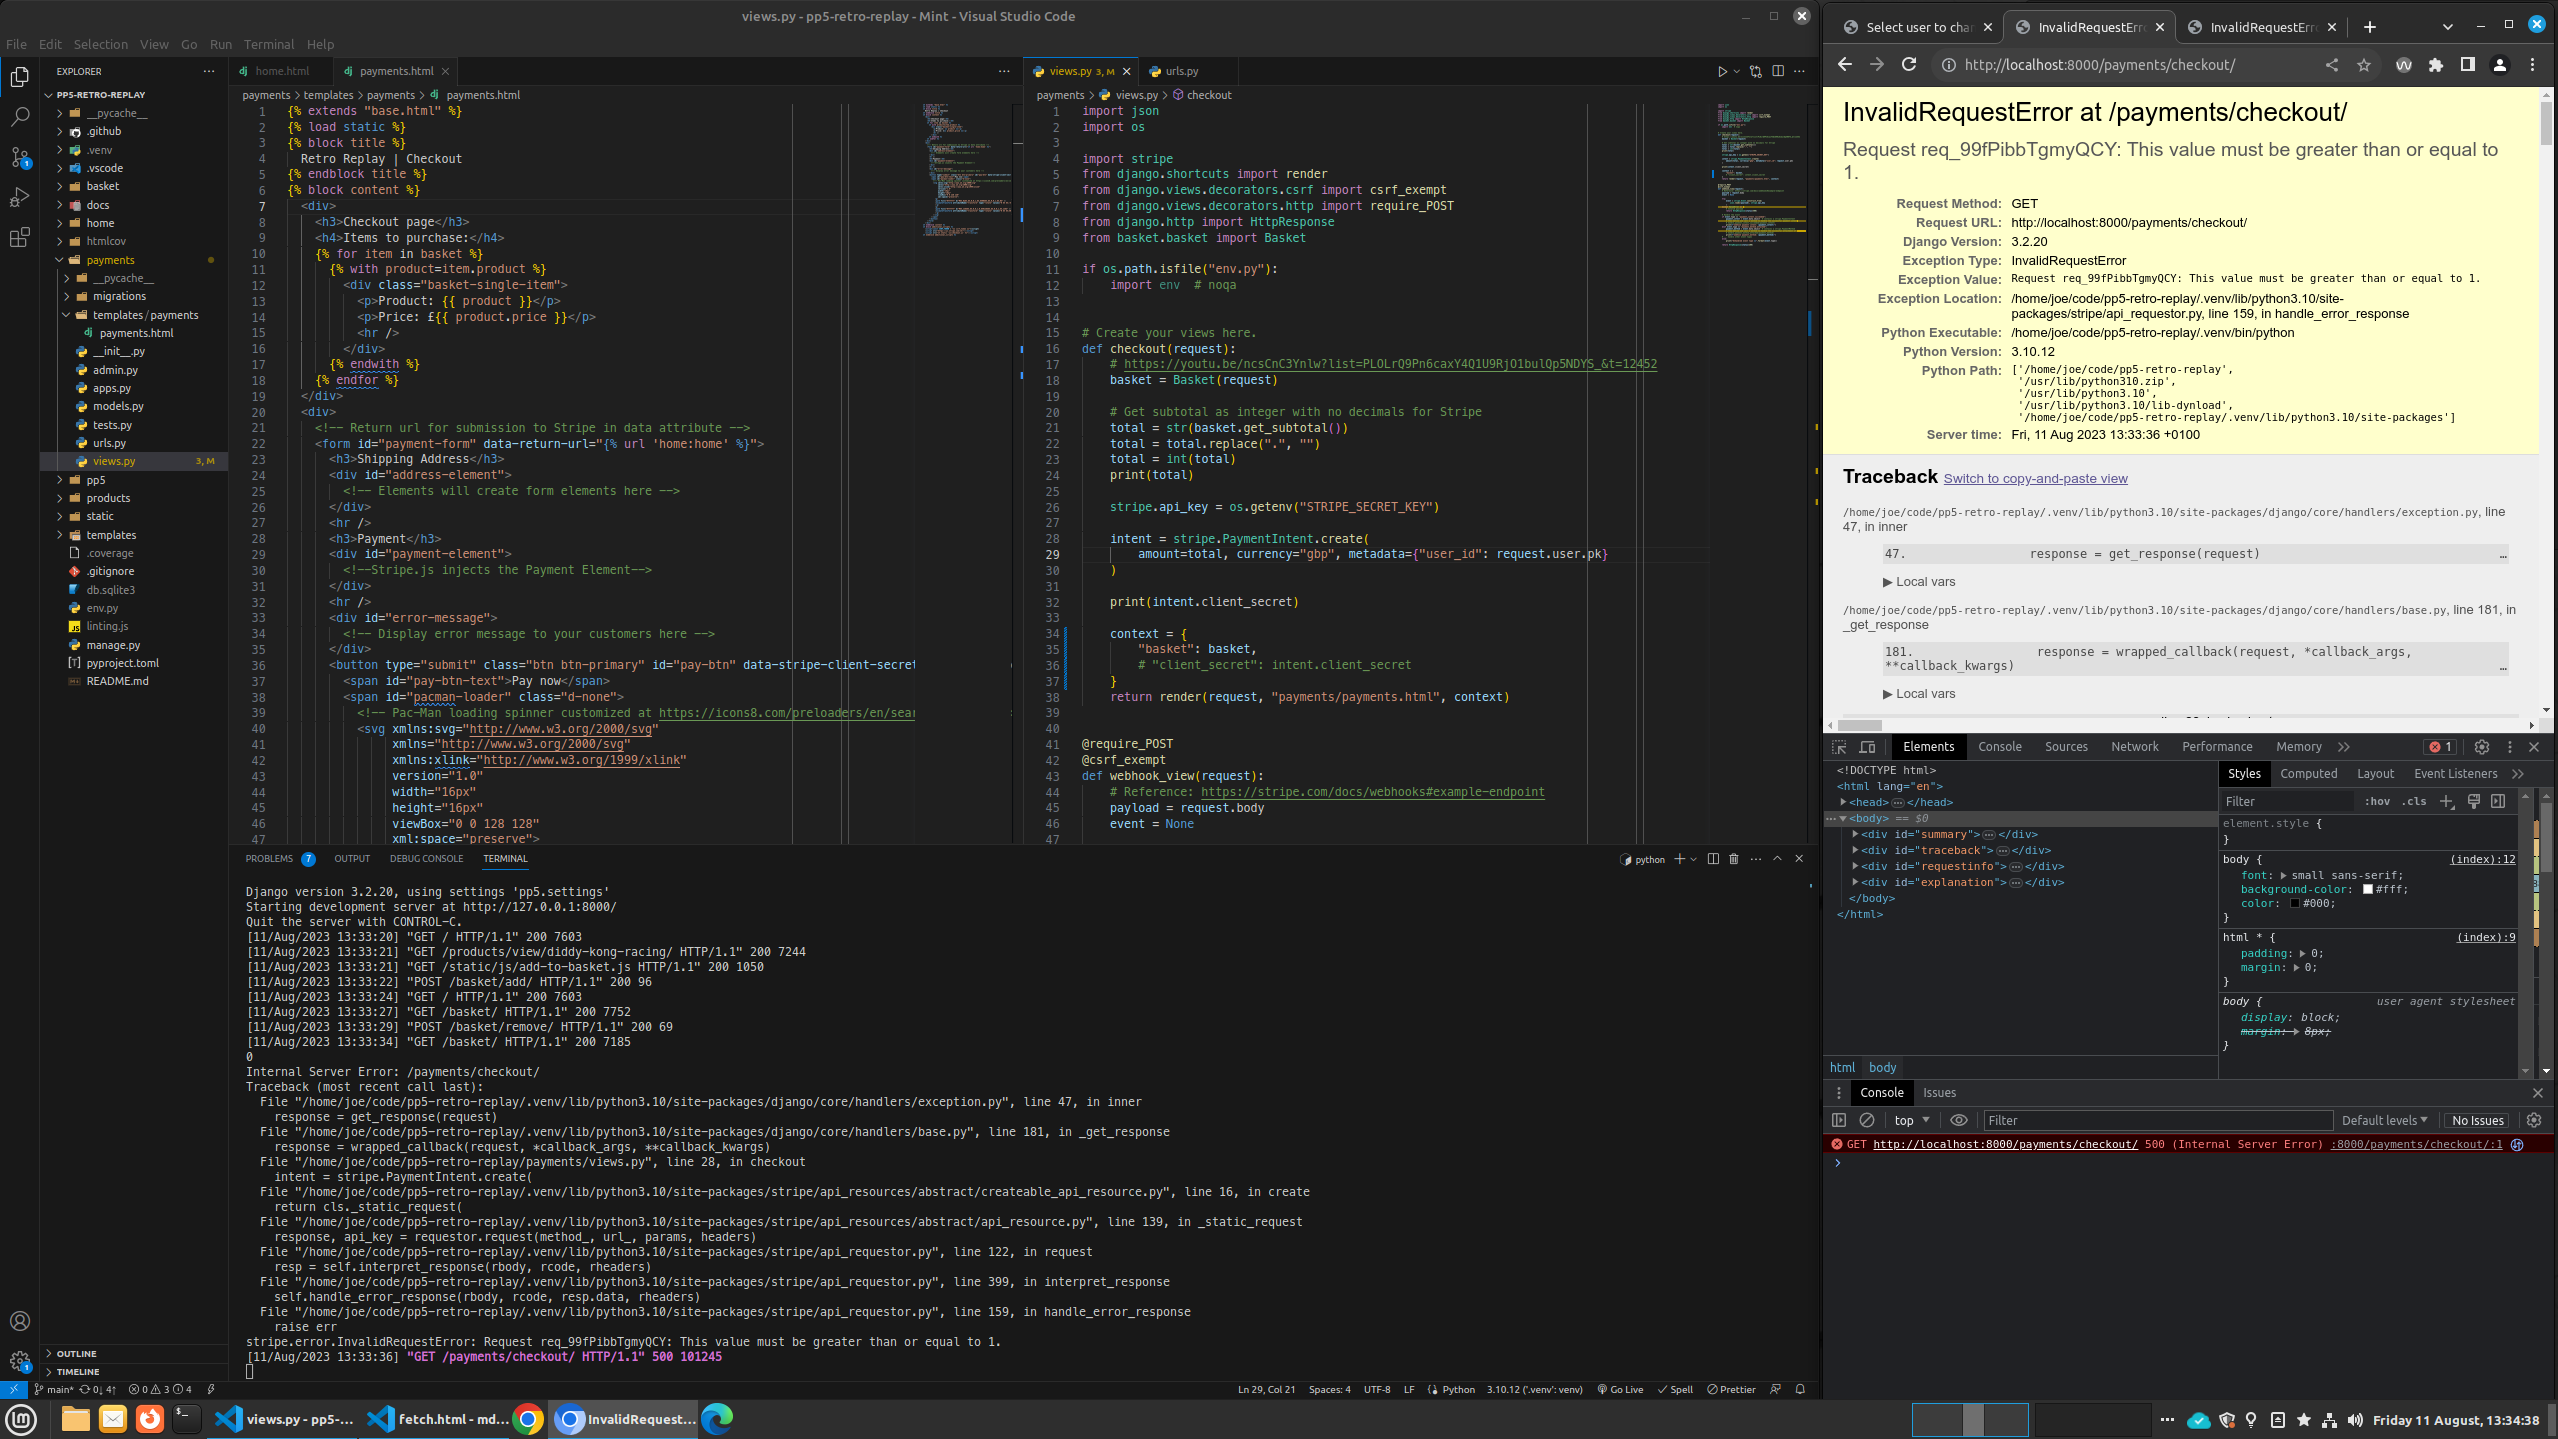 views.py - pp5-retro-replay - Mint - Visual Studio Code
File Edit Selection View Go Run Terminal Help
EXPLORER
PP5-RETRO-REPLAY
__pycache__
.github
.venv
.vscode
basket
docs
home
htmlcov
payments
__pycache__
migrations
templates/payments
payments.html
__init__.py
admin.py
apps.py
models.py
tests.py
urls.py
views.py 3, M
pp5
products
static
templates
.coverage
.gitignore
db.sqlite3
env.py
linting.js
manage.py
pyproject.toml
README.md
OUTLINE
TIMELINE
home.html payments.html
payments > templates > payments > payments.html
1 {% extends "base.html" %}
2 {% load static %}
3 {% block title %}
4 Retro Replay | Checkout
5 {% endblock title %}
6 {% block content %}
7 <div>
8 <h3>Checkout page</h3>
9 <h4>Items to purchase:</h4>
10 {% for item in basket %}
11 {% with product=item.product %}
12 <div class="basket-single-item">
13 <p>Product: {{ product }}</p>
14 <p>Price: £{{ product.price }}</p>
15 <hr />
16 </div>
17 {% endwith %}
18 {% endfor %}
19 </div>
20 <div>
21 <!-- Return url for submission to Stripe in data attribute -->
22 <form id="payment-form" data-return-url="{% url 'home:home' %}">
23 <h3>Shipping Address</h3>
24 <div id="address-element">
25 <!-- Elements will create form elements here -->
26 </div>
27 <hr />
28 <h3>Payment</h3>
29 <div id="payment-element">
30 <!--Stripe.js injects the Payment Element-->
31 </div>
32 <hr />
33 <div id="error-message">
34 <!-- Display error message to your customers here -->
35 </div>
36 <button type="submit" class="btn btn-primary" id="pay-btn" data-stripe-client-secret
37 <span id="pay-btn-text">Pay now</span>
38 <span id="pacman-loader" class="d-none">
39 <!-- Pac-Man loading spinner customized at https://icons8.com/preloaders/en/sear
40 <svg xmlns:svg="http://www.w3.org/2000/svg"
41 xmlns="http://www.w3.org/2000/svg"
42 xmlns:xlink="http://www.w3.org/1999/xlink"
43 version="1.0"
44 width="16px"
45 height="16px"
46 viewBox="0 0 128 128"
47 xml:space="preserve">
views.py 3, M urls.py
payments > views.py > checkout
1 import json
2 import os
3
4 import stripe
5 from django.shortcuts import render
6 from django.views.decorators.csrf import csrf_exempt
7 from django.views.decorators.http import require_POST
8 from django.http import HttpResponse
9 from basket.basket import Basket
10
11 if os.path.isfile("env.py"):
12 import env # noqa
13
14
15 # Create your views here.
16 def checkout(request):
17 # https://youtu.be/ncsCnC3Ynlw?list=PLOLrQ9Pn6caxY4Q1U9RjO1bulQp5NDYS_&t=12452
18 basket = Basket(request)
19
20 # Get subtotal as integer with no decimals for Stripe
21 total = str(basket.get_subtotal())
22 total = total.replace(".", "")
23 total = int(total)
24 print(total)
25
26 stripe.api_key = os.getenv("STRIPE_SECRET_KEY")
27
28 intent = stripe.PaymentIntent.create(
29 amount=total, currency="gbp", metadata={"user_id": request.user.pk}
30 )
31
32 print(intent.client_secret)
33
34 context = {
35 "basket": basket,
36 # "client_secret": intent.client_secret
37 }
38 return render(request, "payments/payments.html", context)
39
40
41 @require_POST
42 @csrf_exempt
43 def webhook_view(request):
44 # Reference: https://stripe.com/docs/webhooks#example-endpoint
45 payload = request.body
46 event = None
47
PROBLEMS 7 OUTPUT DEBUG CONSOLE TERMINAL python
Django version 3.2.20, using settings 'pp5.settings'
Starting development server at http://127.0.0.1:8000/
Quit the server with CONTROL-C.
[11/Aug/2023 13:33:20] "GET / HTTP/1.1" 200 7603
[11/Aug/2023 13:33:21] "GET /products/view/diddy-kong-racing/ HTTP/1.1" 200 7244
[11/Aug/2023 13:33:21] "GET /static/js/add-to-basket.js HTTP/1.1" 200 1050
[11/Aug/2023 13:33:22] "POST /basket/add/ HTTP/1.1" 200 96
[11/Aug/2023 13:33:24] "GET / HTTP/1.1" 200 7603
[11/Aug/2023 13:33:27] "GET /basket/ HTTP/1.1" 200 7752
[11/Aug/2023 13:33:29] "POST /basket/remove/ HTTP/1.1" 200 69
[11/Aug/2023 13:33:34] "GET /basket/ HTTP/1.1" 200 7185
0
Internal Server Error: /payments/checkout/
Traceback (most recent call last):
File "/home/joe/code/pp5-retro-replay/.venv/lib/python3.10/site-packages/django/core/handlers/exception.py", line 47, in inner
response = get_response(request)
File "/home/joe/code/pp5-retro-replay/.venv/lib/python3.10/site-packages/django/core/handlers/base.py", line 181, in _get_response
response = wrapped_callback(request, *callback_args, **callback_kwargs)
File "/home/joe/code/pp5-retro-replay/payments/views.py", line 28, in checkout
intent = stripe.PaymentIntent.create(
File "/home/joe/code/pp5-retro-replay/.venv/lib/python3.10/site-packages/stripe/api_resources/abstract/createable_api_resource.py", line 16, in create
return cls._static_request(
File "/home/joe/code/pp5-retro-replay/.venv/lib/python3.10/site-packages/stripe/api_resources/abstract/api_resource.py", line 139, in _static_request
response, api_key = requestor.request(method_, url_, params, headers)
File "/home/joe/code/pp5-retro-replay/.venv/lib/python3.10/site-packages/stripe/api_requestor.py", line 122, in request
resp = self.interpret_response(rbody, rcode, rheaders)
File "/home/joe/code/pp5-retro-replay/.venv/lib/python3.10/site-packages/stripe/api_requestor.py", line 399, in interpret_response
self.handle_error_response(rbody, rcode, resp.data, rheaders)
File "/home/joe/code/pp5-retro-replay/.venv/lib/python3.10/site-packages/stripe/api_requestor.py", line 159, in handle_error_response
raise err
stripe.error.InvalidRequestError: Request req_99fPibbTgmyQCY: This value must be greater than or equal to 1.
[11/Aug/2023 13:33:36] "GET /payments/checkout/ HTTP/1.1" 500 101245
main* 0↓ 4↑ 0 3 4 Ln 29, Col 21 Spaces: 4 UTF-8 LF Python 3.10.12 ('.venv': venv) Go Live Spell Prettier
Select user to cha InvalidRequestErr InvalidRequestErr
http://localhost:8000/payments/checkout/
InvalidRequestError at /payments/checkout/
Request req_99fPibbTgmyQCY: This value must be greater than or equal to
1.
Request Method: GET
Request URL: http://localhost:8000/payments/checkout/
Django Version: 3.2.20
Exception Type: InvalidRequestError
Exception Value: Request req_99fPibbTgmyQCY: This value must be greater than or equal to 1.
Exception Location: /home/joe/code/pp5-retro-replay/.venv/lib/python3.10/site-
packages/stripe/api_requestor.py, line 159, in handle_error_response
Python Executable: /home/joe/code/pp5-retro-replay/.venv/bin/python
Python Version: 3.10.12
Python Path: ['/home/joe/code/pp5-retro-replay',
'/usr/lib/python310.zip',
'/usr/lib/python3.10',
'/usr/lib/python3.10/lib-dynload',
'/home/joe/code/pp5-retro-replay/.venv/lib/python3.10/site-packages']
Server time: Fri, 11 Aug 2023 13:33:36 +0100
Traceback Switch to copy-and-paste view
/home/joe/code/pp5-retro-replay/.venv/lib/python3.10/site-packages/django/core/handlers/exception.py, line
47, in inner
47. response = get_response(request) …
▶ Local vars
/home/joe/code/pp5-retro-replay/.venv/lib/python3.10/site-packages/django/core/handlers/base.py, line 181, in
_get_response
181. response = wrapped_callback(request, *callback_args,
**callback_kwargs) …
▶ Local vars
Elements Console Sources Network Performance Memory 1
<!DOCTYPE html>
<html lang="en">
<head>…</head>
<body> == $0
<div id="summary">…</div>
<div id="traceback">…</div>
<div id="requestinfo">…</div>
<div id="explanation">…</div>
</body>
</html>
html body
Styles Computed Layout Event Listeners
Filter :hov .cls
element.style {
}
body { (index):12
font: ▶ small sans-serif;
background-color: #fff;
color: #000;
}
html * { (index):9
padding: ▶ 0;
margin: ▶ 0;
}
body { user agent stylesheet
display: block;
margin: ▶ 8px;
}
Console Issues
top Filter Default levels No Issues
GET http://localhost:8000/payments/checkout/ 500 (Internal Server Error) :8000/payments/checkout/:1
views.py - pp5-... fetch.html - md... InvalidRequest... Friday 11 August, 13:34:38